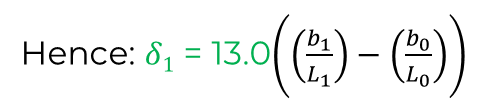 Hence: δ₁ = 13.0((b₁/L₁) − (b₀/L₀))